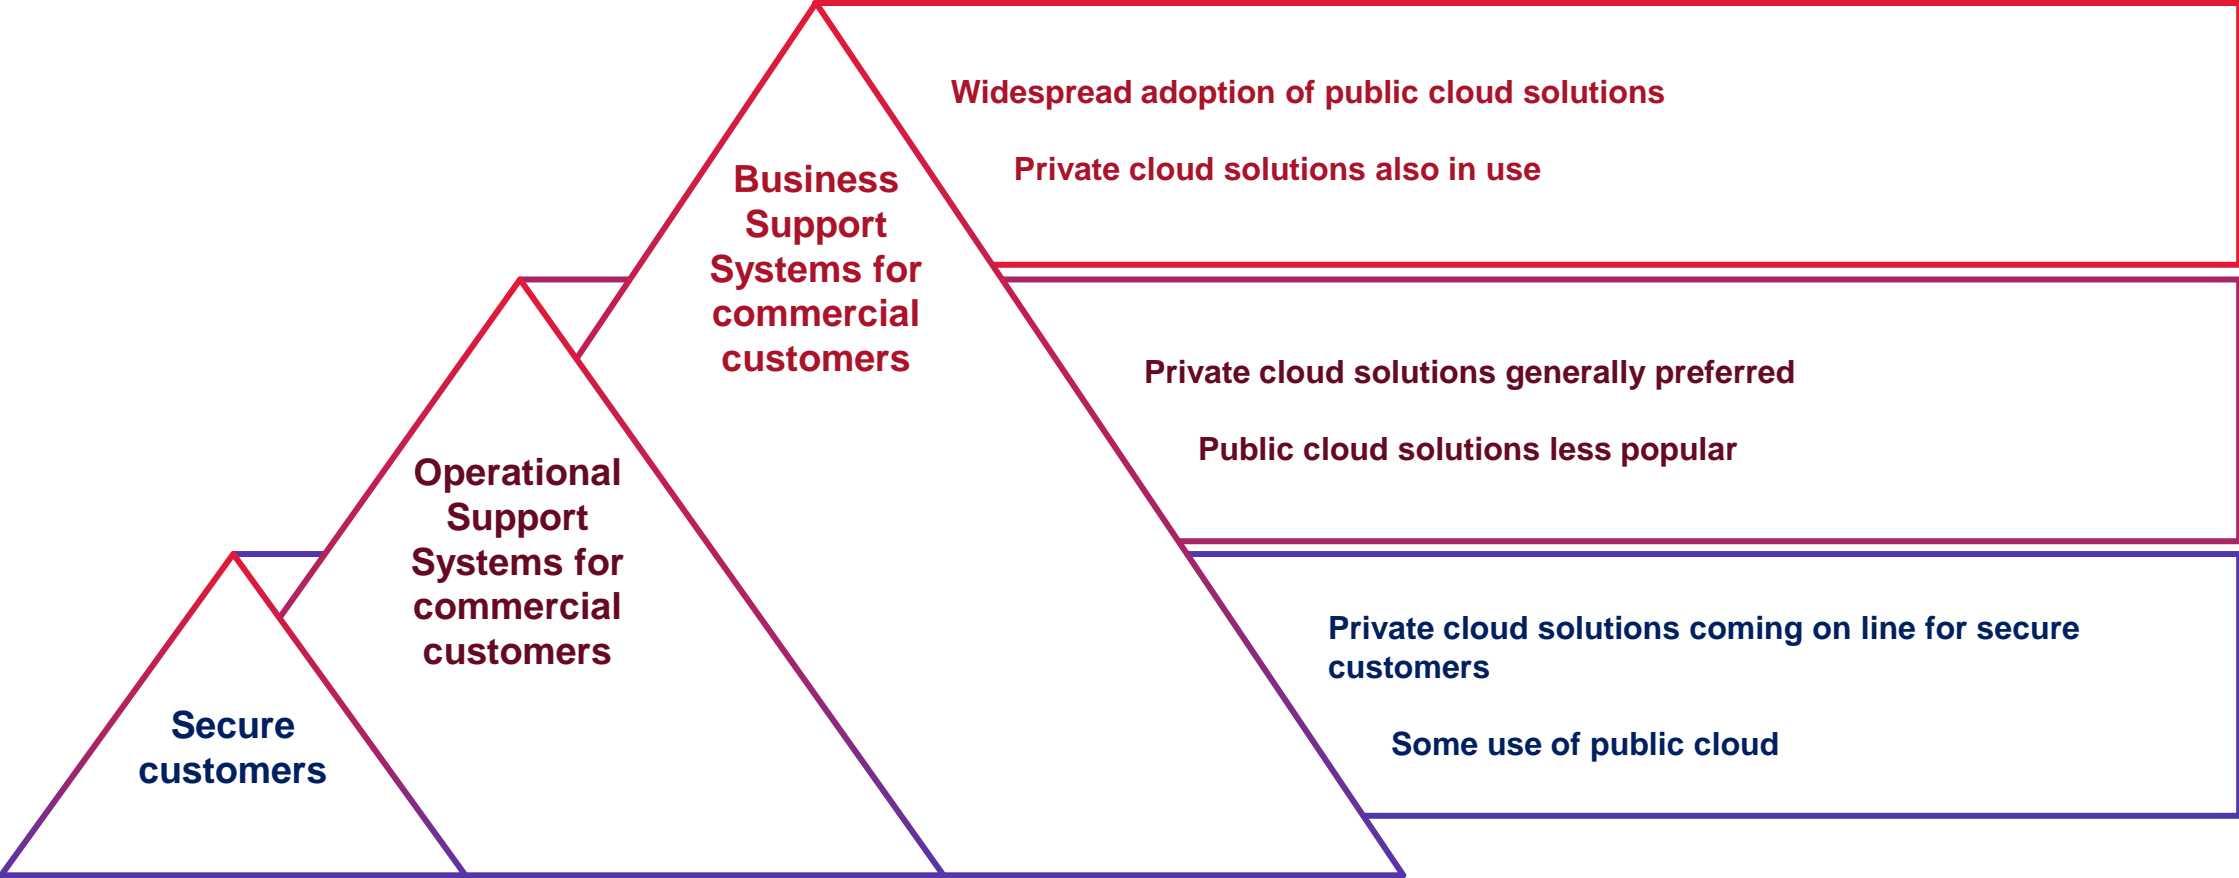 Widespread adoption of public cloud solutions
Private cloud solutions also in use
Business
Support
Systems for
commercial
customers
Private cloud solutions generally preferred
Public cloud solutions less popular
Operational
Support
Systems for
commercial
customers
Private cloud solutions coming on line for secure
customers
Some use of public cloud
Secure
customers